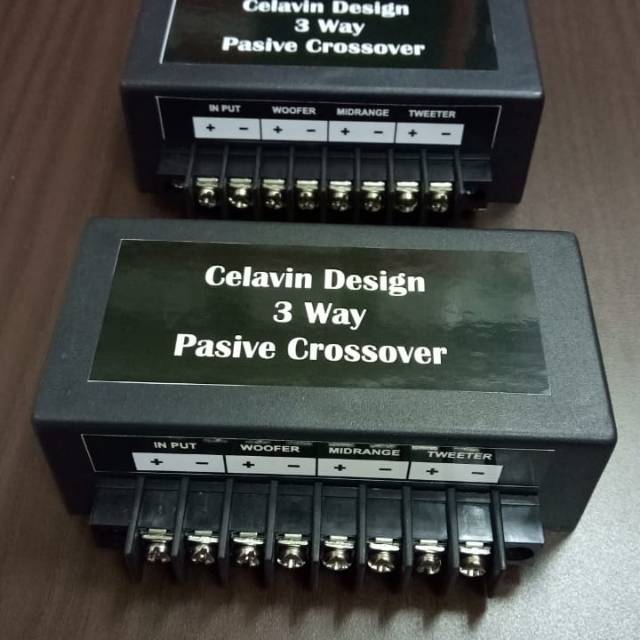 Celavin Design
3 Way
Pasive Crossover
IN PUT WOOFER MIDRANGE TWEETER
+ − + − + − + −
Celavin Design
3 Way
Pasive Crossover
IN PUT WOOFER MIDRANGE TWEETER
+ − + − + − + −